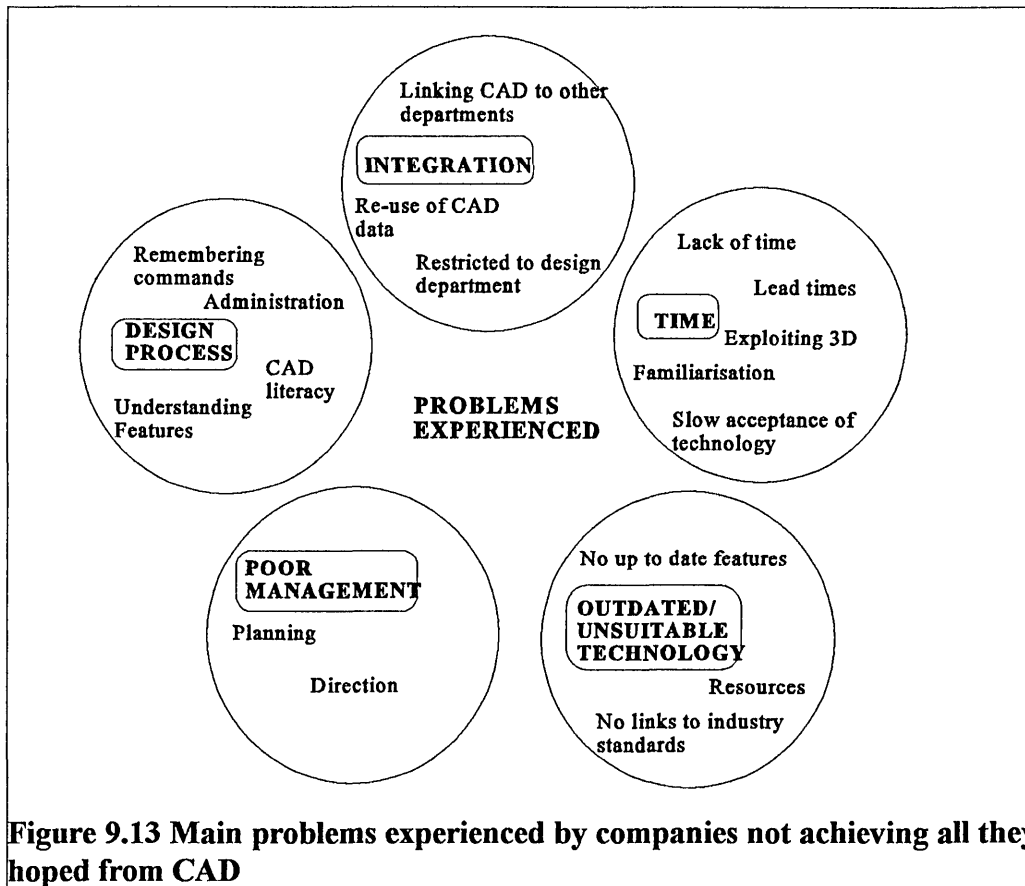 Linking CAD to other
departments
INTEGRATION
Re-use of CAD
data
Restricted to design
department
Remembering
commands
Administration
DESIGN
PROCESS
CAD
literacy
Understanding
Features
Lack of time
Lead times
TIME
Exploiting 3D
Familiarisation
Slow acceptance of
technology
PROBLEMS
EXPERIENCED
POOR
MANAGEMENT
Planning
Direction
No up to date features
OUTDATED/
UNSUITABLE
TECHNOLOGY
Resources
No links to industry
standards
Figure 9.13 Main problems experienced by companies not achieving all they
hoped from CAD